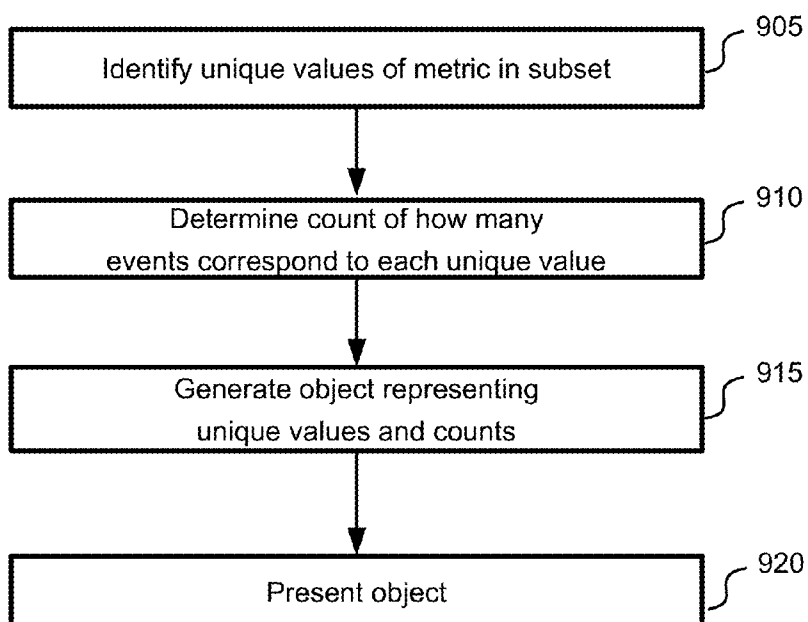 905
Identify unique values of metric in subset
910
Determine count of how many
events correspond to each unique value
915
Generate object representing
unique values and counts
920
Present object